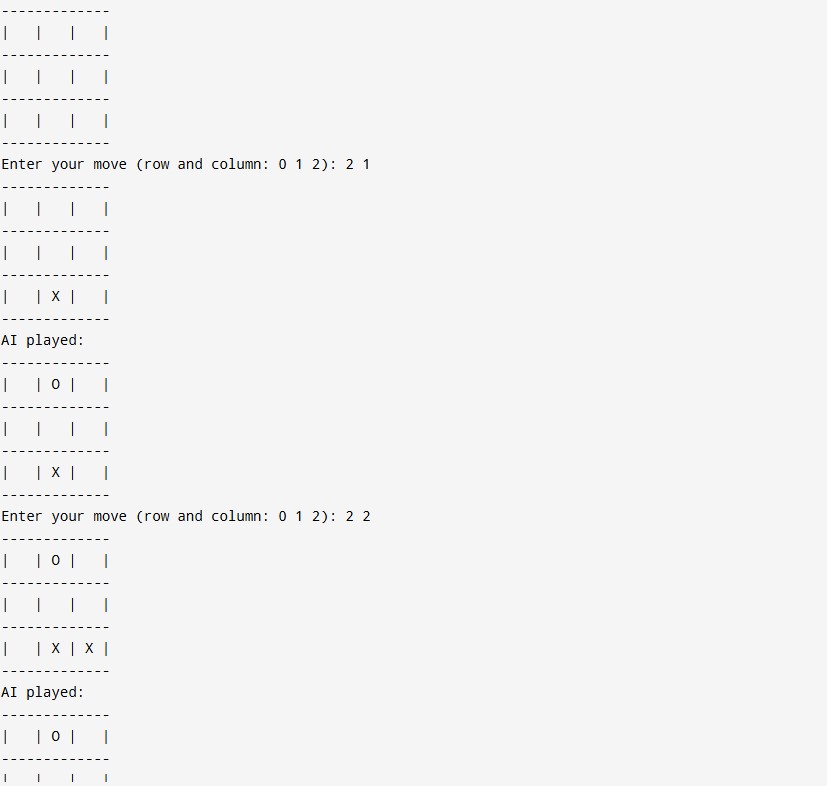 -------------
|   |   |   |
-------------
|   |   |   |
-------------
|   |   |   |
-------------
Enter your move (row and column: 0 1 2): 2 1
-------------
|   |   |   |
-------------
|   |   |   |
-------------
|   | X |   |
-------------
AI played:
-------------
|   | O |   |
-------------
|   |   |   |
-------------
|   | X |   |
-------------
Enter your move (row and column: 0 1 2): 2 2
-------------
|   | O |   |
-------------
|   |   |   |
-------------
|   | X | X |
-------------
AI played:
-------------
|   | O |   |
-------------
|   |   |   |